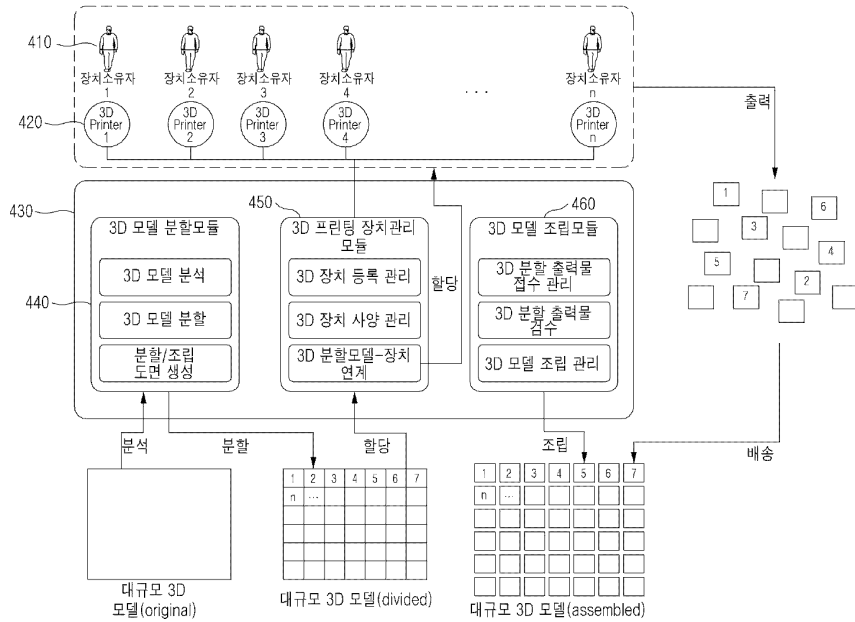 410
장치소유자 장치소유자 장치소유자 장치소유자 장치소유자
1 2 3 4 ... n
420
3D Printer 1
3D Printer 2
3D Printer 3
3D Printer 4
3D Printer n
출력
430
450
460
3D 모델 분할모듈
3D 모델 분석
440
3D 모델 분할
분할/조립
도면 생성
3D 프린팅 장치관리
모듈
3D 장치 등록 관리
3D 장치 사양 관리
3D 분할모델-장치
연계
할당
3D 모델 조립모듈
3D 분할 출력물
접수 관리
3D 분할 출력물
검수
3D 모델 조립 관리
1
6
3
4
5
2
7
분석
분할
할당
조립
배송
1 2 3 4 5 6 7
n ...
1 2 3 4 5 6 7
n ...
대규모 3D
모델(original)
대규모 3D 모델(divided)
대규모 3D 모델(assembled)